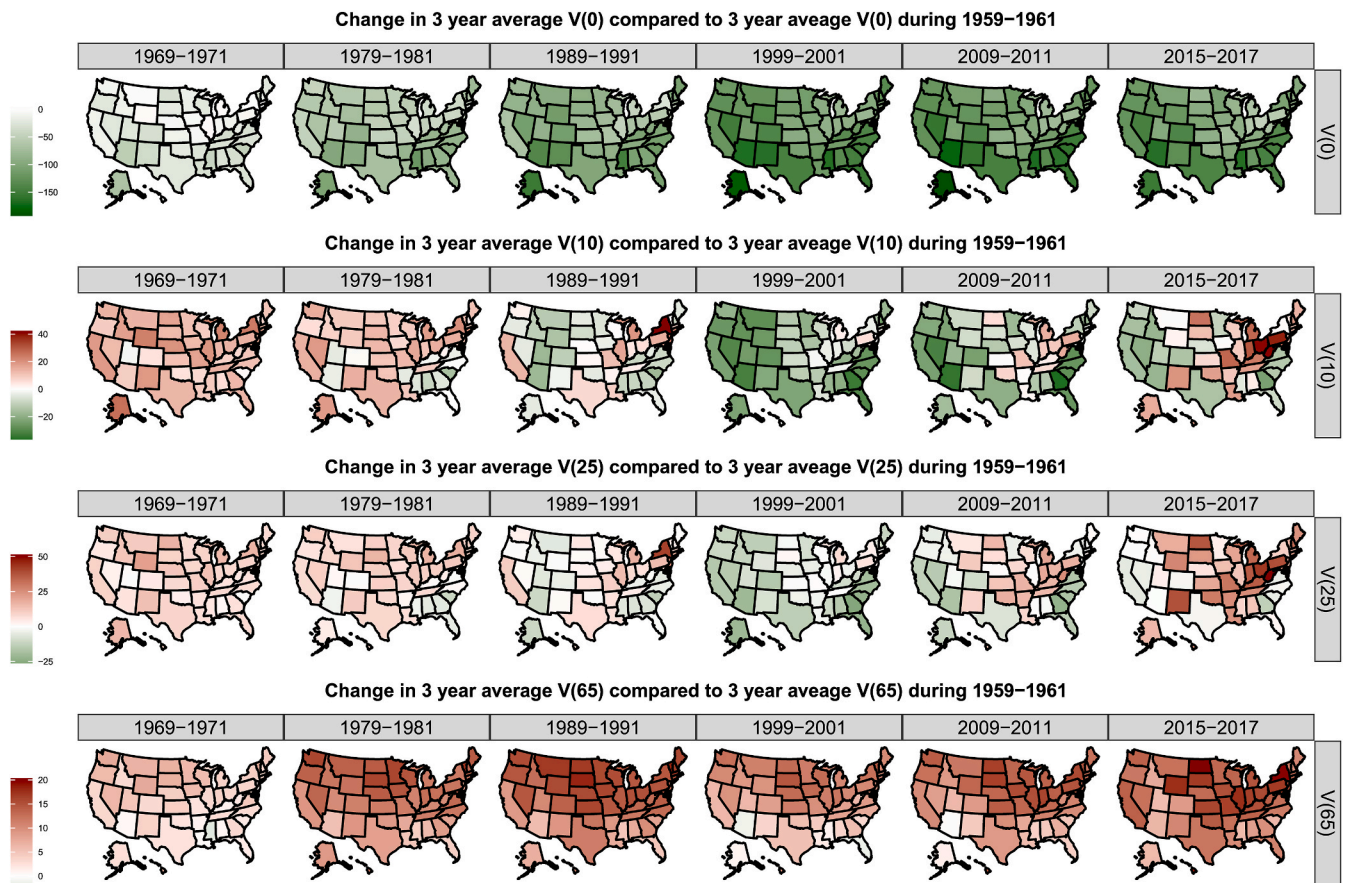 Change in 3 year average V(0) compared to 3 year aveage V(0) during 1959−1961
1969−1971 1979−1981 1989−1991 1999−2001 2009−2011 2015−2017
0
−50
−100
−150
V(0)
Change in 3 year average V(10) compared to 3 year aveage V(10) during 1959−1961
1969−1971 1979−1981 1989−1991 1999−2001 2009−2011 2015−2017
40
20
0
−20
V(10)
Change in 3 year average V(25) compared to 3 year aveage V(25) during 1959−1961
1969−1971 1979−1981 1989−1991 1999−2001 2009−2011 2015−2017
50
25
0
−25
V(25)
Change in 3 year average V(65) compared to 3 year aveage V(65) during 1959−1961
1969−1971 1979−1981 1989−1991 1999−2001 2009−2011 2015−2017
20
15
10
5
0
V(65)